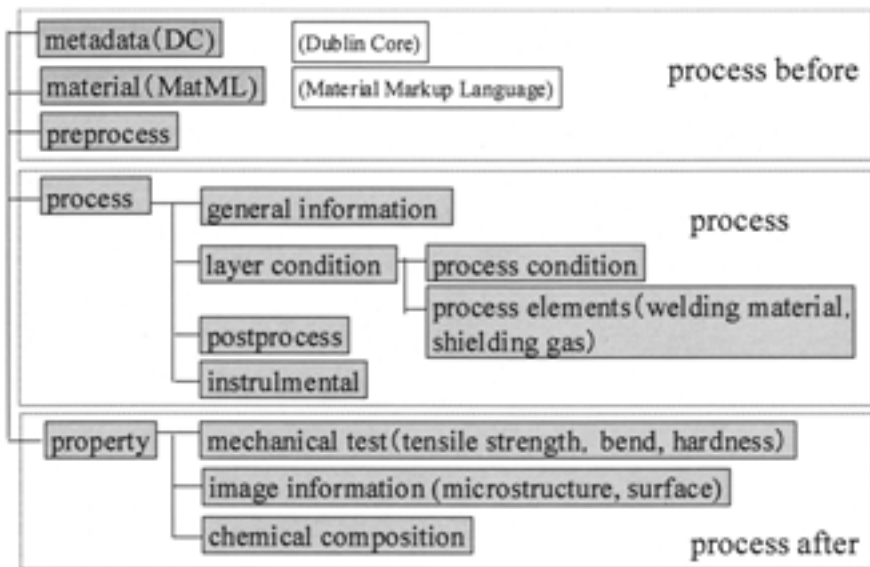 metadata(DC)
(Dublin Core)
material(MatML)
(Material Markup Language)
process before
preprocess
process
general information
process
layer condition
process condition
process elements(welding material,
shielding gas)
postprocess
instrulmental
property
mechanical test(tensile strength, bend, hardness)
image information (microstructure, surface)
chemical composition
process after